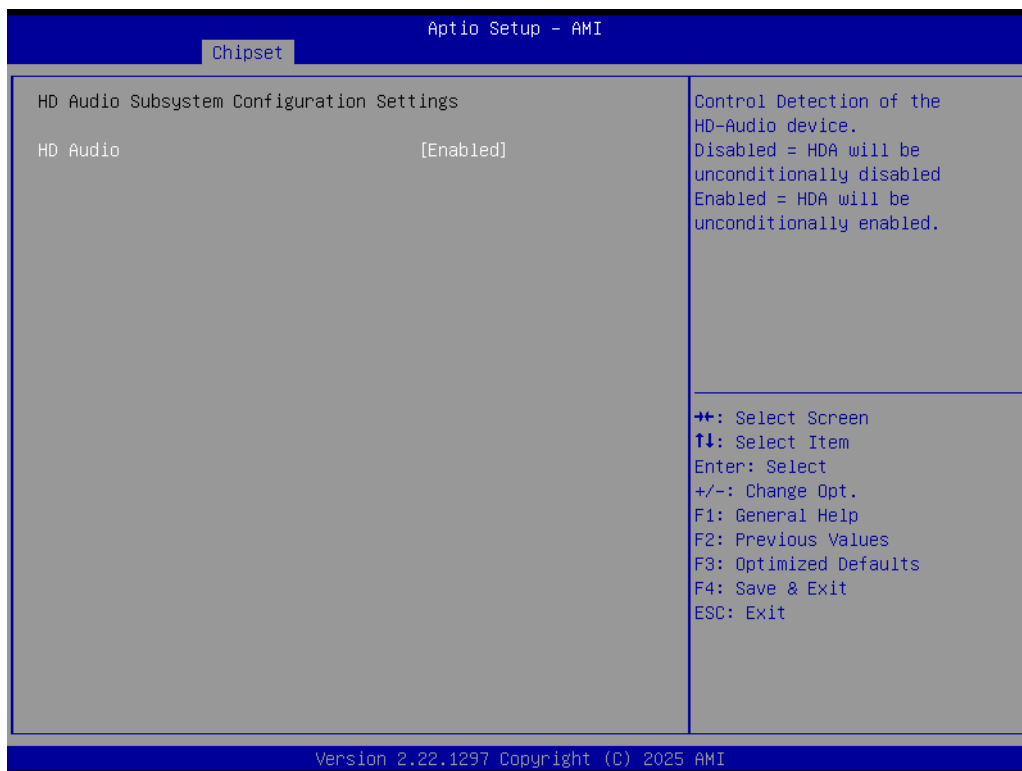 Aptio Setup – AMI
Chipset
HD Audio Subsystem Configuration Settings
HD Audio [Enabled]
Control Detection of the
HD-Audio device.
Disabled = HDA will be
unconditionally disabled
Enabled = HDA will be
unconditionally enabled.
→←: Select Screen
↑↓: Select Item
Enter: Select
+/-: Change Opt.
F1: General Help
F2: Previous Values
F3: Optimized Defaults
F4: Save & Exit
ESC: Exit
Version 2.22.1297 Copyright (C) 2025 AMI